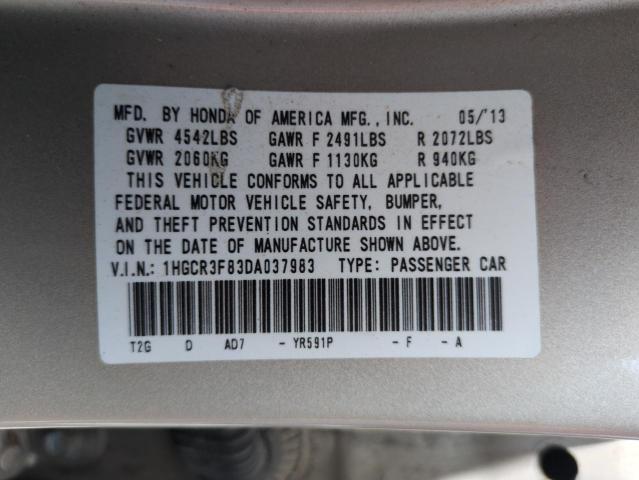 MFD. BY HONDA OF AMERICA MFG., INC. 05/'13
GVWR 4542LBS GAWR F 2491LBS R 2072LBS
GVWR 2060KG GAWR F 1130KG R 940KG
THIS VEHICLE CONFORMS TO ALL APPLICABLE
FEDERAL MOTOR VEHICLE SAFETY, BUMPER,
AND THEFT PREVENTION STANDARDS IN EFFECT
ON THE DATE OF MANUFACTURE SHOWN ABOVE.
V.I.N.: 1HGCR3F83DA037983 TYPE: PASSENGER CAR
T2G D AD7 - YR591P - F - A